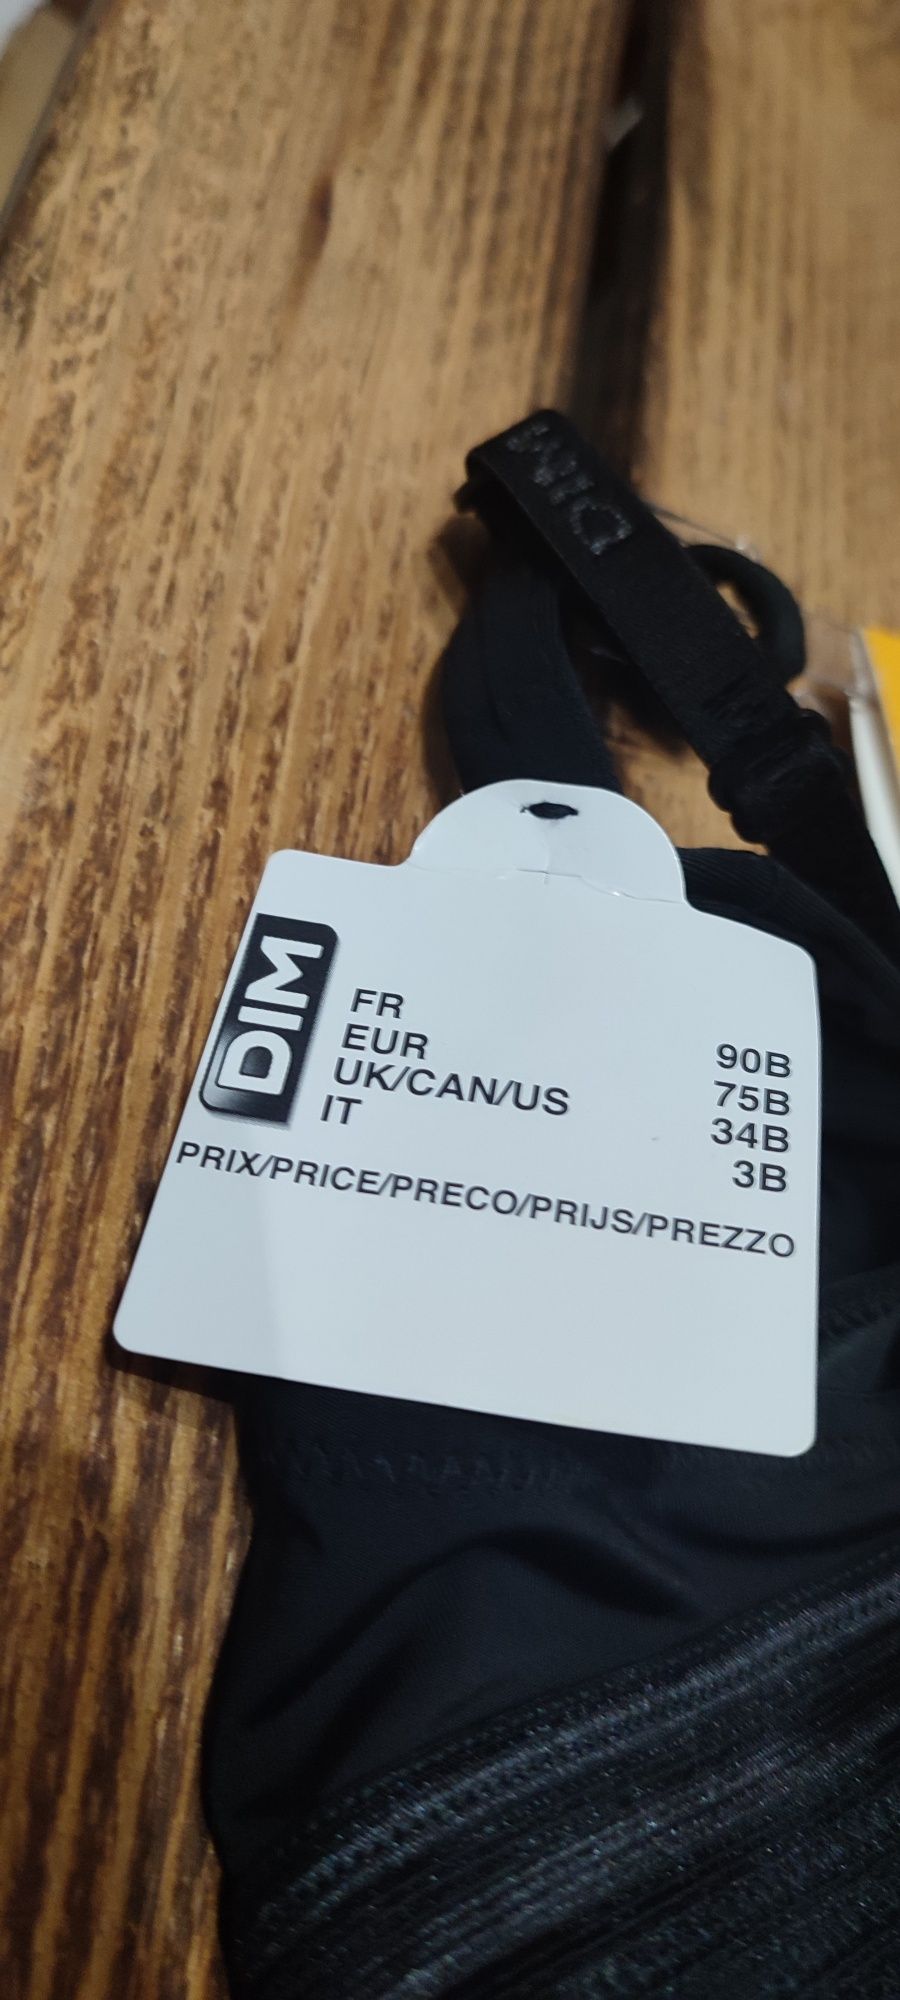 DIM
DIM
FR 90B
EUR 75B
UK/CAN/US 34B
IT 3B
PRIX/PRICE/PRECO/PRIJS/PREZZO